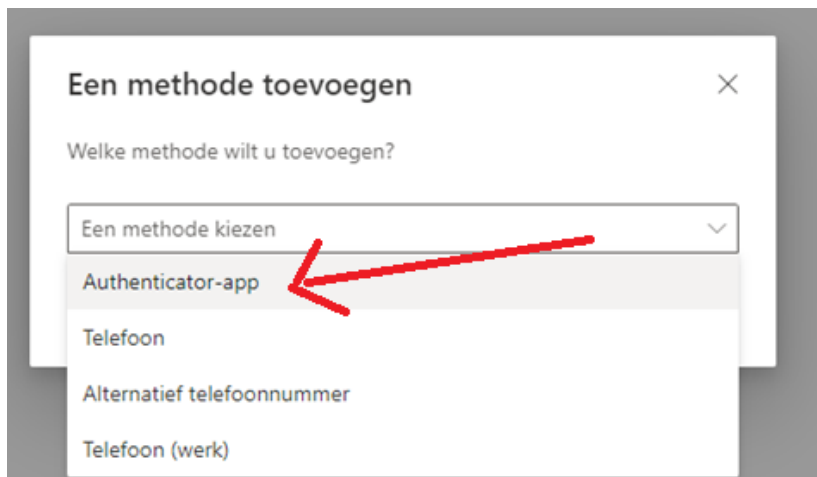 Een methode toevoegen
Welke methode wilt u toevoegen?
Een methode kiezen
Authenticator-app
Telefoon
Alternatief telefoonnummer
Telefoon (werk)